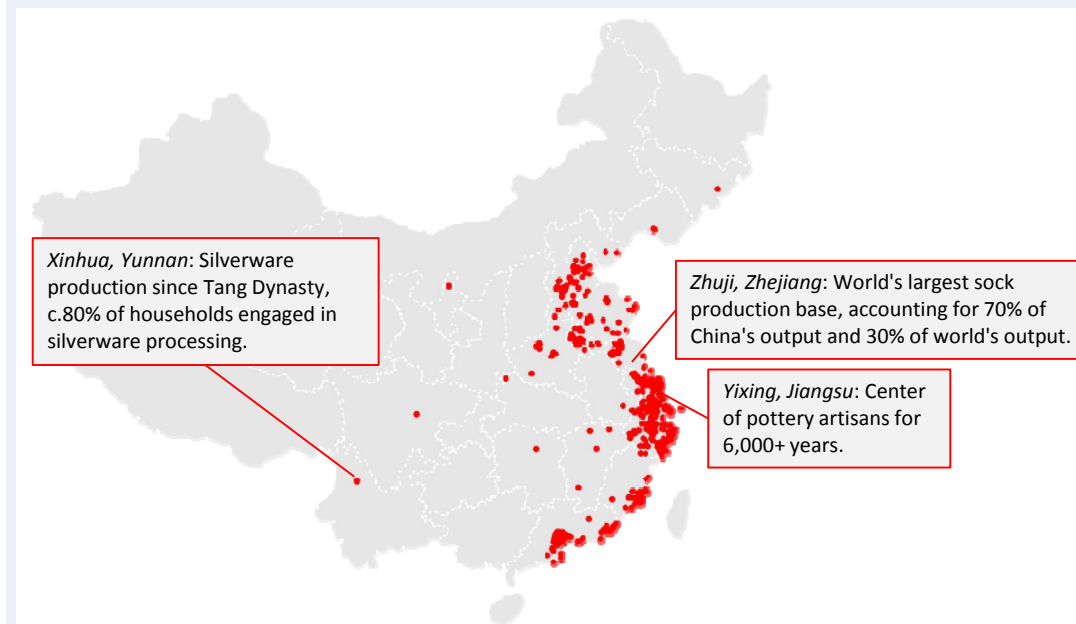 Xinhua, Yunnan: Silverware
production since Tang Dynasty,
c.80% of households engaged in
silverware processing.
Zhuji, Zhejiang: World's largest sock
production base, accounting for 70% of
China's output and 30% of world's output.
Yixing, Jiangsu: Center
of pottery artisans for
6,000+ years.